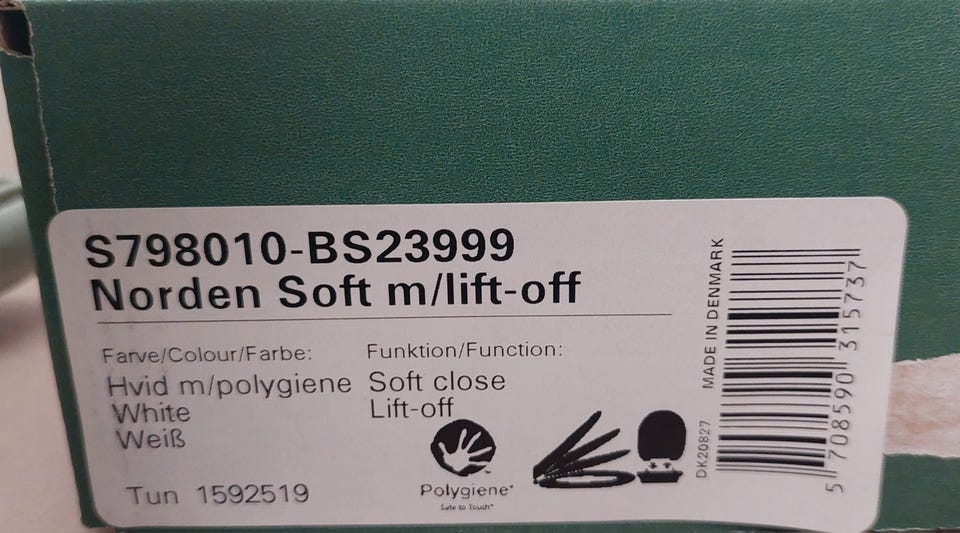 S798010-BS23999
Norden Soft m/lift-off
Farve/Colour/Farbe:
Hvid m/polygiene
White
Weiß
Funktion/Function:
Soft close
Lift-off
Polygiene®
Safe to Touch™
Tun 1592519
DK20827
MADE IN DENMARK
5 708590 315737